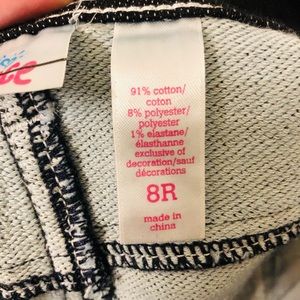 91% cotton/
coton
8% polyester/
polyester
1% elastane/
élasthanne
exclusive of
decoration/sauf
décorations
8R
made in
china